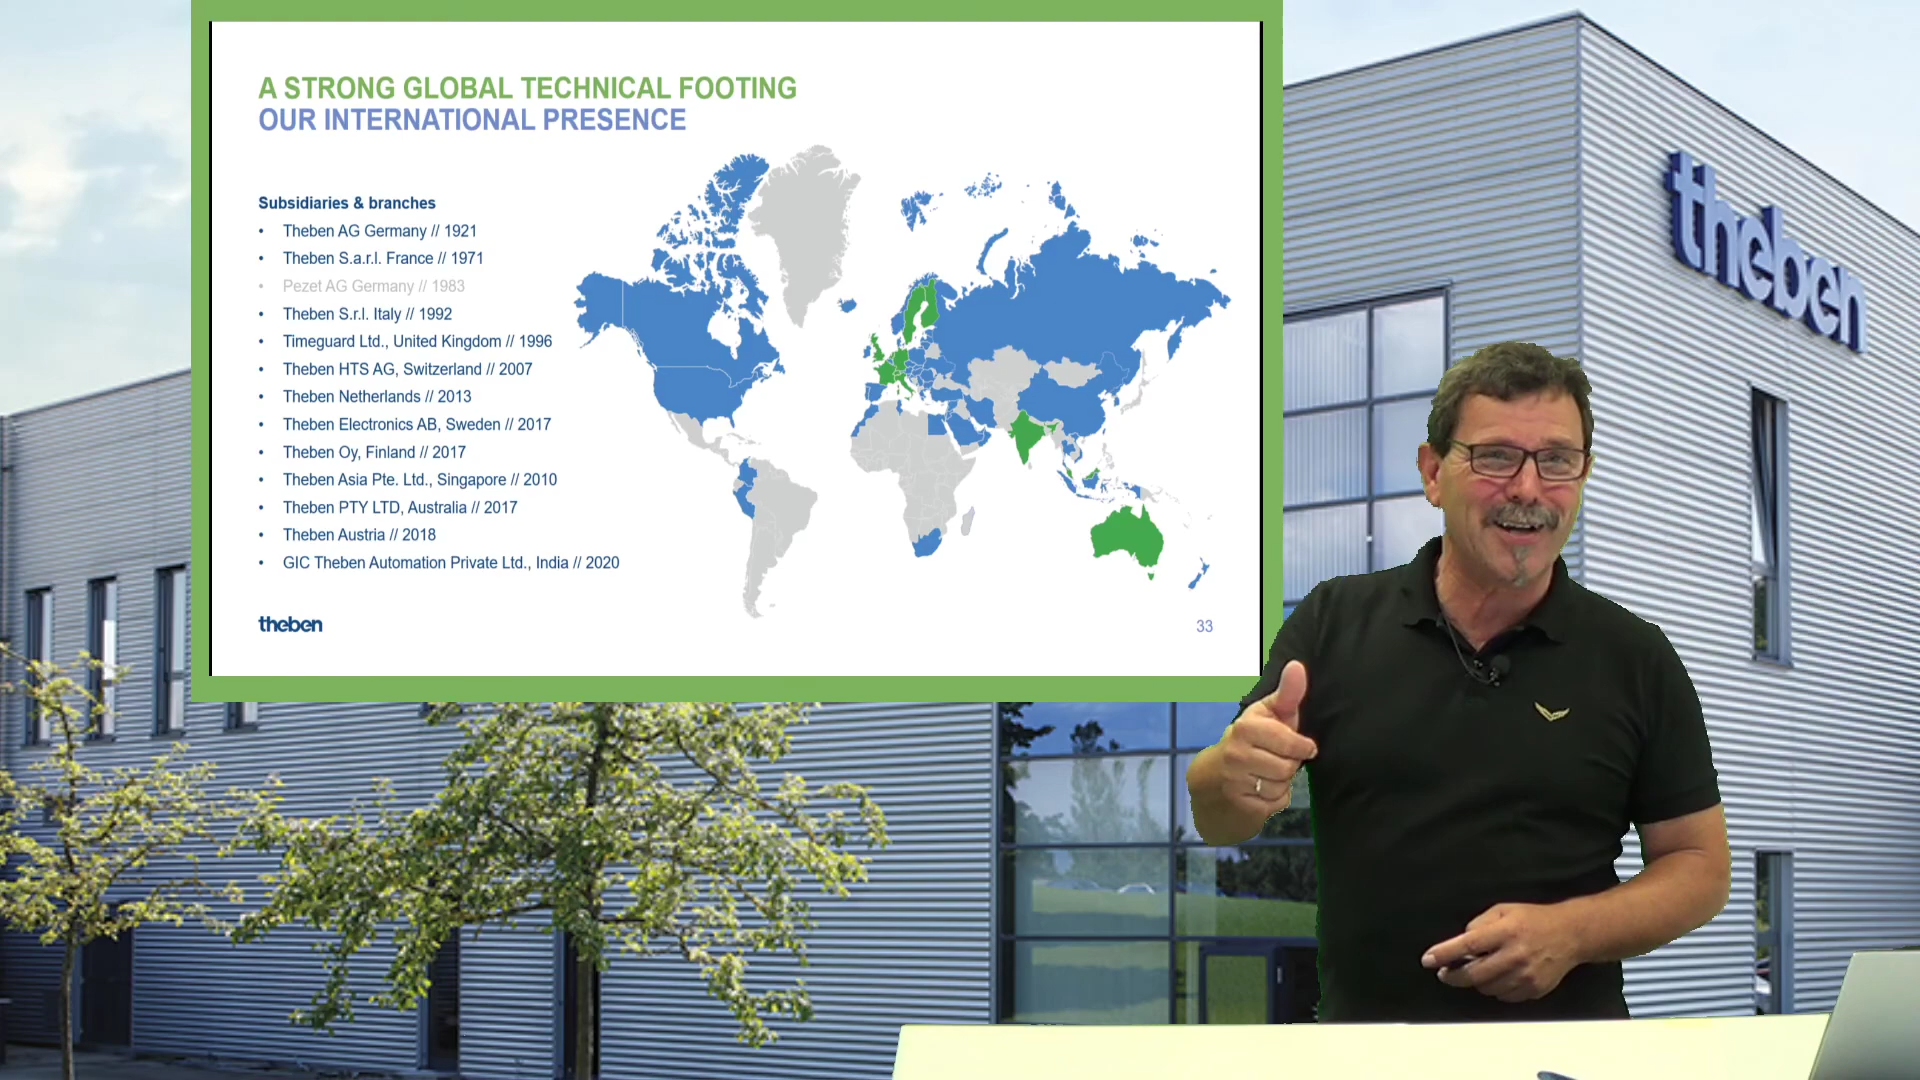 A STRONG GLOBAL TECHNICAL FOOTING
OUR INTERNATIONAL PRESENCE
Subsidiaries & branches
• Theben AG Germany // 1921
• Theben S.a.r.l. France // 1971
• Pezet AG Germany // 1983
• Theben S.r.l. Italy // 1992
• Timeguard Ltd., United Kingdom // 1996
• Theben HTS AG, Switzerland // 2007
• Theben Netherlands // 2013
• Theben Electronics AB, Sweden // 2017
• Theben Oy, Finland // 2017
• Theben Asia Pte. Ltd., Singapore // 2010
• Theben PTY LTD, Australia // 2017
• Theben Austria // 2018
• GIC Theben Automation Private Ltd., India // 2020
theben
33
theben